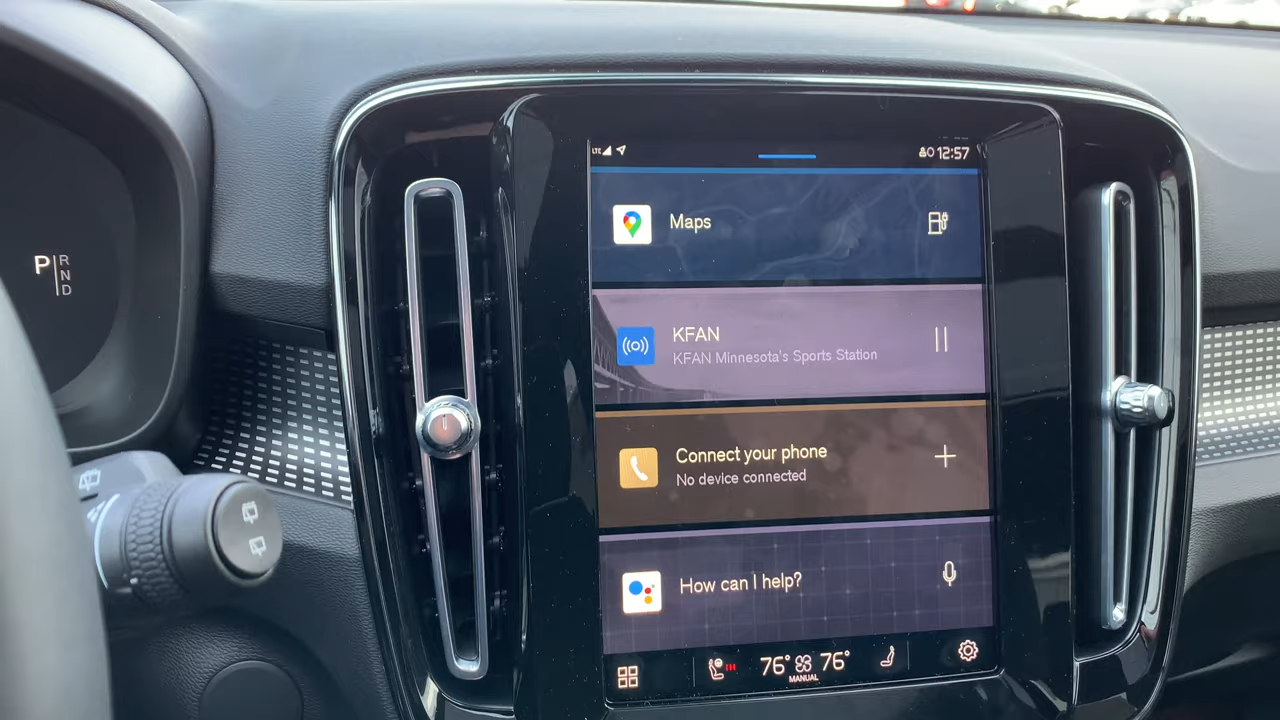 LTE 12:57
Maps
P R
N
D
KFAN
KFAN Minnesota's Sports Station
Connect your phone
No device connected
How can I help?
76° 76°
MANUAL